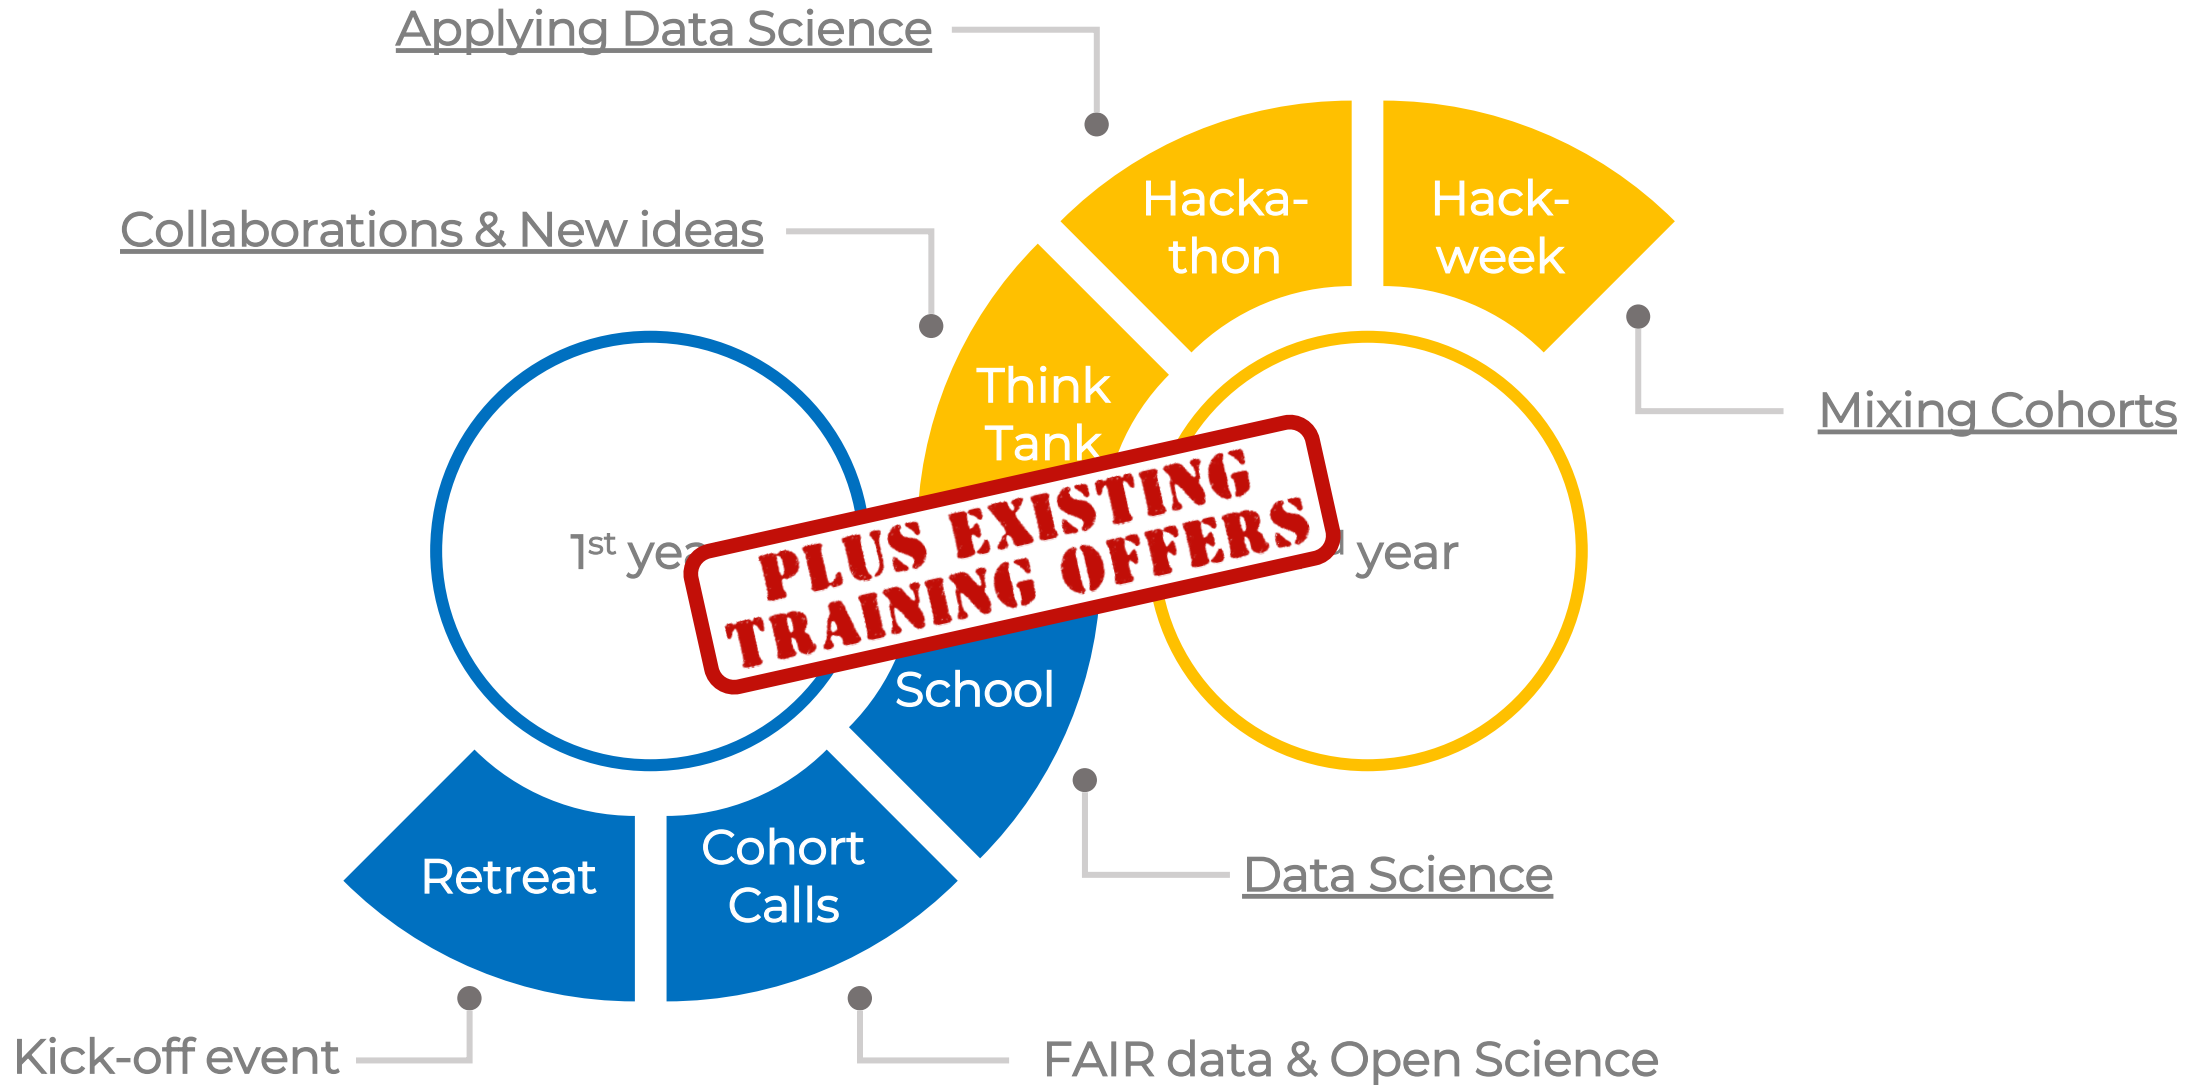 Applying Data Science
Hacka-
thon
Hack-
week
Collaborations & New ideas
Think
Tank
Mixing Cohorts
PLUS EXISTING
TRAINING OFFERS
1st
year
School
Data Science
Retreat
Cohort
Calls
Kick-off event
FAIR data & Open Science